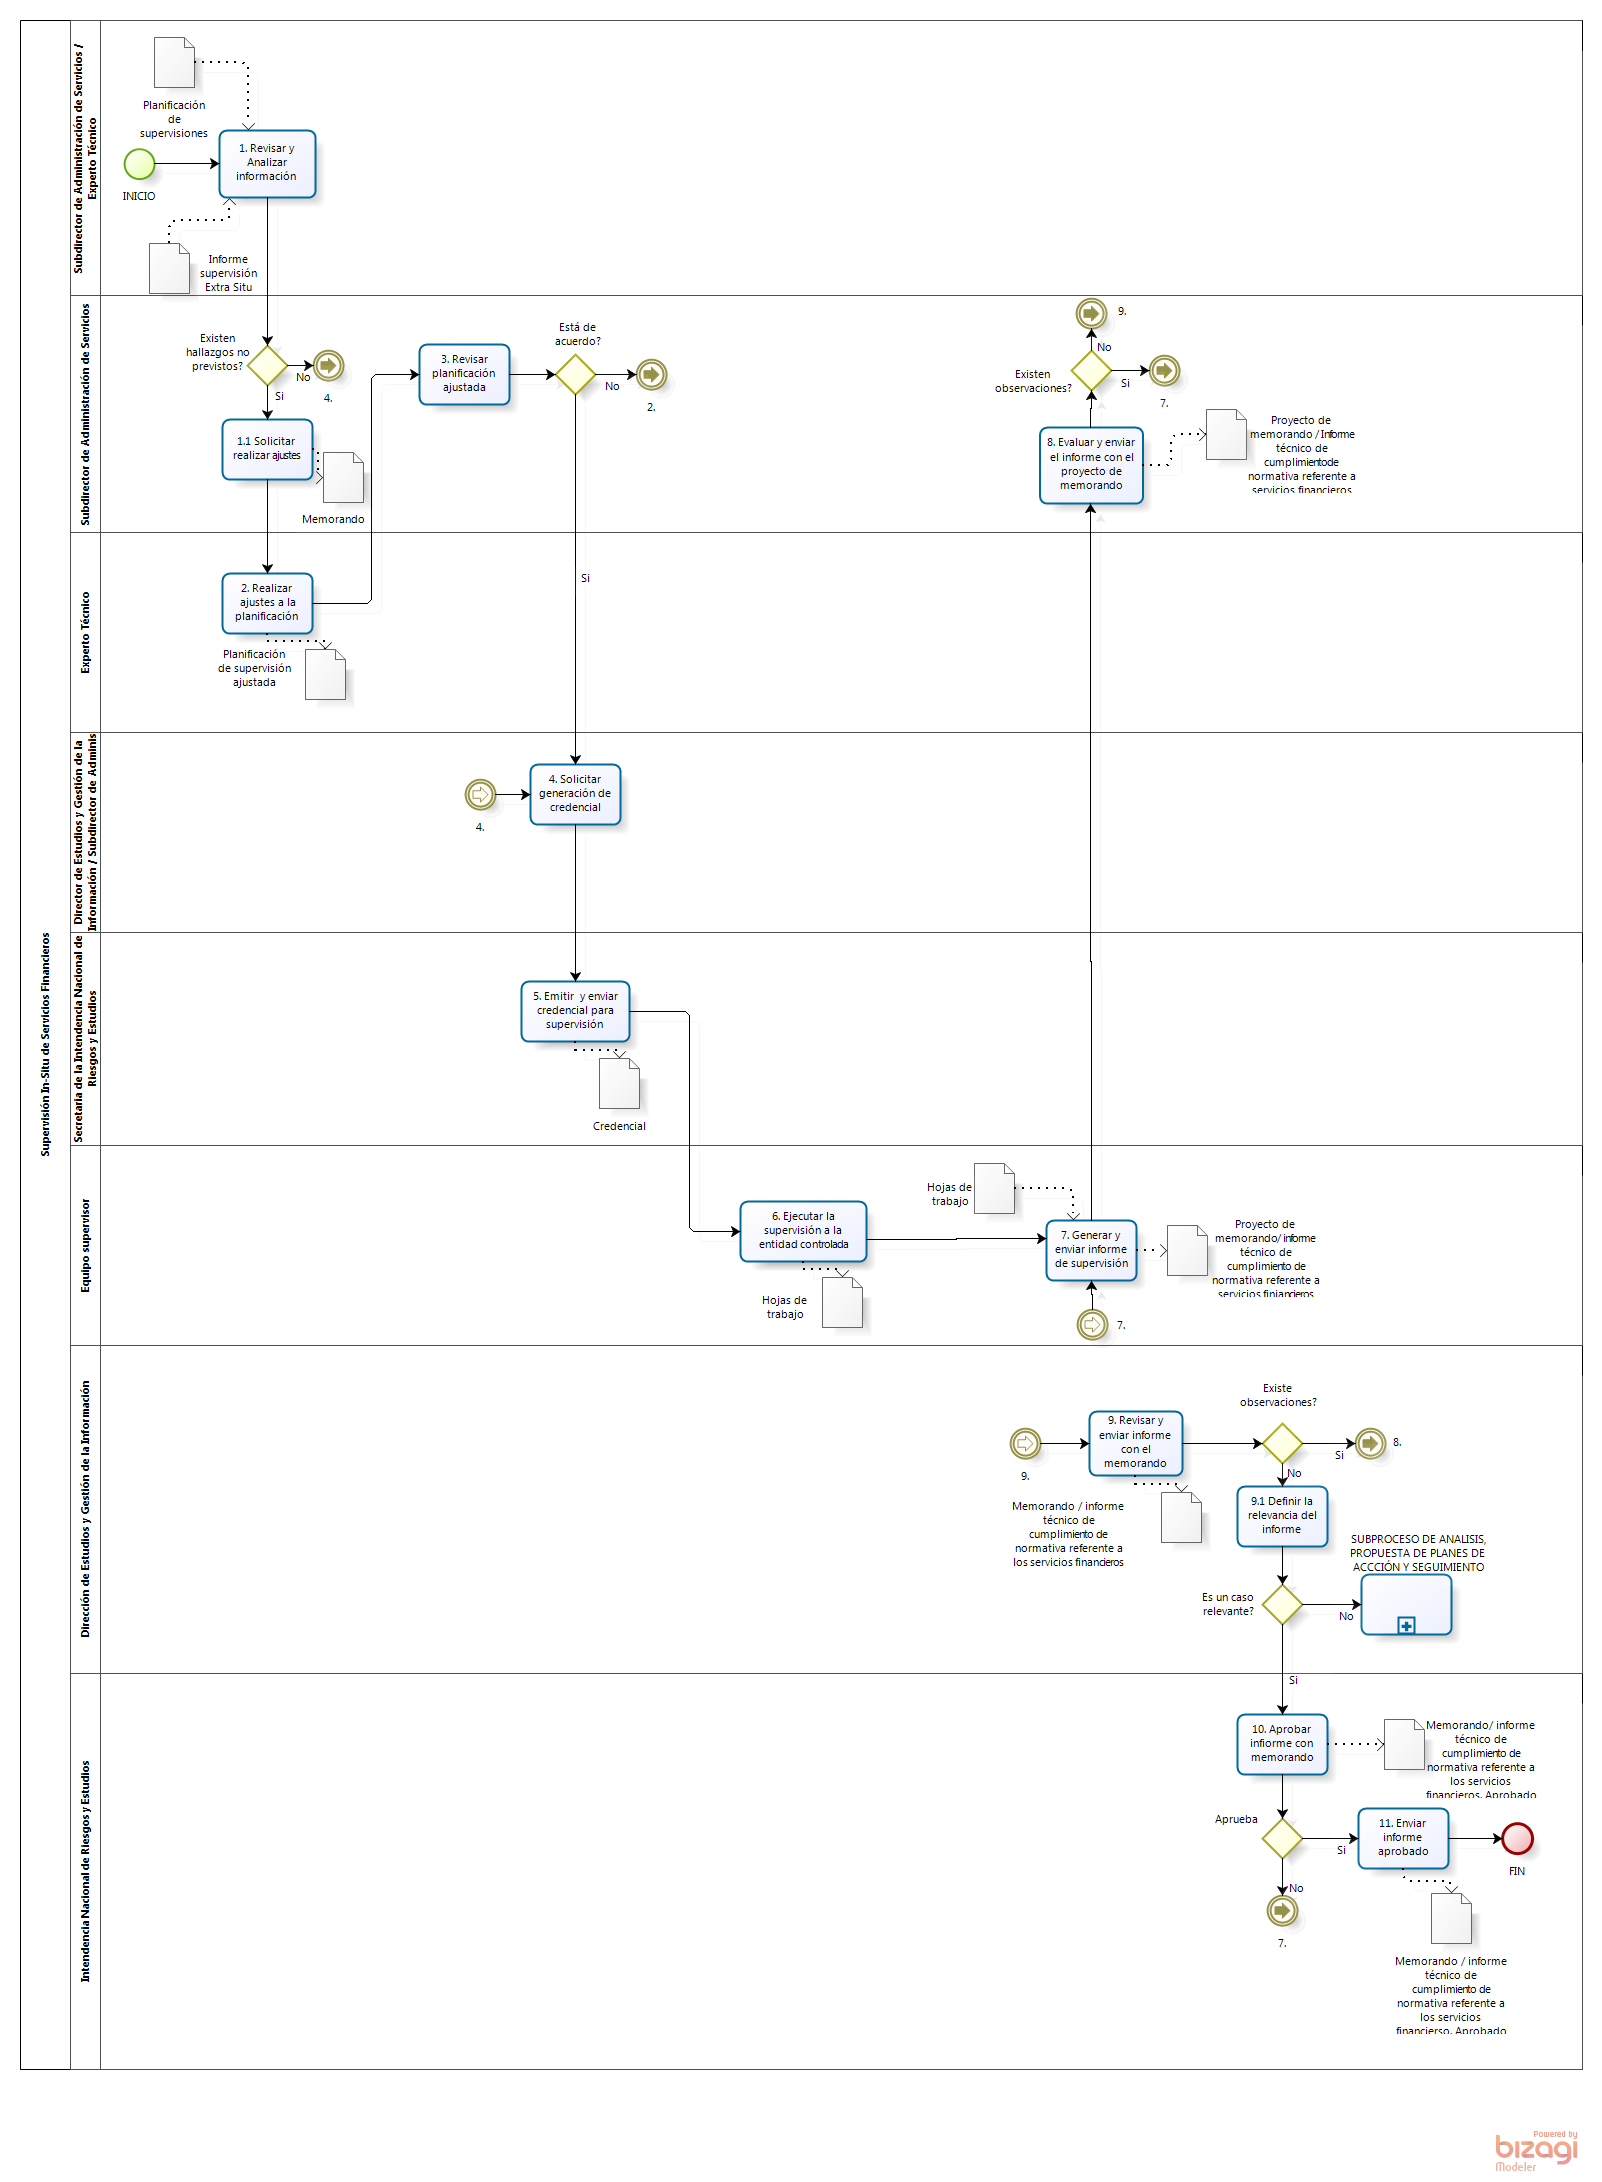 Supervisión In-Situ de Servicios Financieros
Subdirector de Administración de Servicios /
Experto Técnico
Planificación
de
supervisiones
INICIO
1. Revisar y
Analizar
información
Informe
supervisión
Extra Situ
Subdirector de Administración de Servicios
Existen
hallazgos no
previstos?
No
4.
Si
1.1 Solicitar
realizar ajustes
Memorando
3. Revisar
planificación
ajustada
Está de
acuerdo?
No
2.
Si
9.
No
Existen
observaciones?
Si
7.
8. Evaluar y enviar
el informe con el
proyecto de
memorando
Proyecto de
memorando /Informe
técnico de
cumplimientode
normativa referente a
servicios financieros
Experto Técnico
2. Realizar
ajustes a la
planificación
Planificación
de supervisión
ajustada
Director de Estudios y Gestión de la
Información / Subdirector de Adminis
4.
4. Solicitar
generación de
credencial
Secretaria de la Intendencia Nacional de
Riesgos y Estudios
5. Emitir y enviar
credencial para
supervisión
Credencial
Equipo supervisor
6. Ejecutar la
supervisión a la
entidad controlada
Hojas de
trabajo
Hojas de
trabajo
7. Generar y
enviar informe
de supervisión
7.
Proyecto de
memorando/ informe
técnico de
cumplimiento de
normativa referente a
servicios finianciero​s
Dirección de Estudios y Gestión de la Información
9.
9. Revisar y
enviar informe
con el
memorando
Memorando / informe
técnico de
cumplimiento de
normativa referente a
los servicios financieros
Existe
observaciones?
Si
8.
No
9.1 Definir la
relevancia del
informe
Es un caso
relevante?
No
SUBPROCESO DE ANALISIS,
PROPUESTA DE PLANES DE
ACCCIÓN Y SEGUIMIENTO
Si
Intendencia Nacional de Riesgos y Estudios
10. Aprobar
infiorme con
memorando
Memorando/ informe
técnico de
cumplimiento de
normativa referente a
los servicios
financieros. Aprobado
Aprueba
Si
11. Enviar
informe
aprobado
FIN
No
7.
Memorando / informe
técnico de
cumplimiento de
normativa referente a
los servicios
financierso. Aprobado
Powered by
bizagi
Modeler